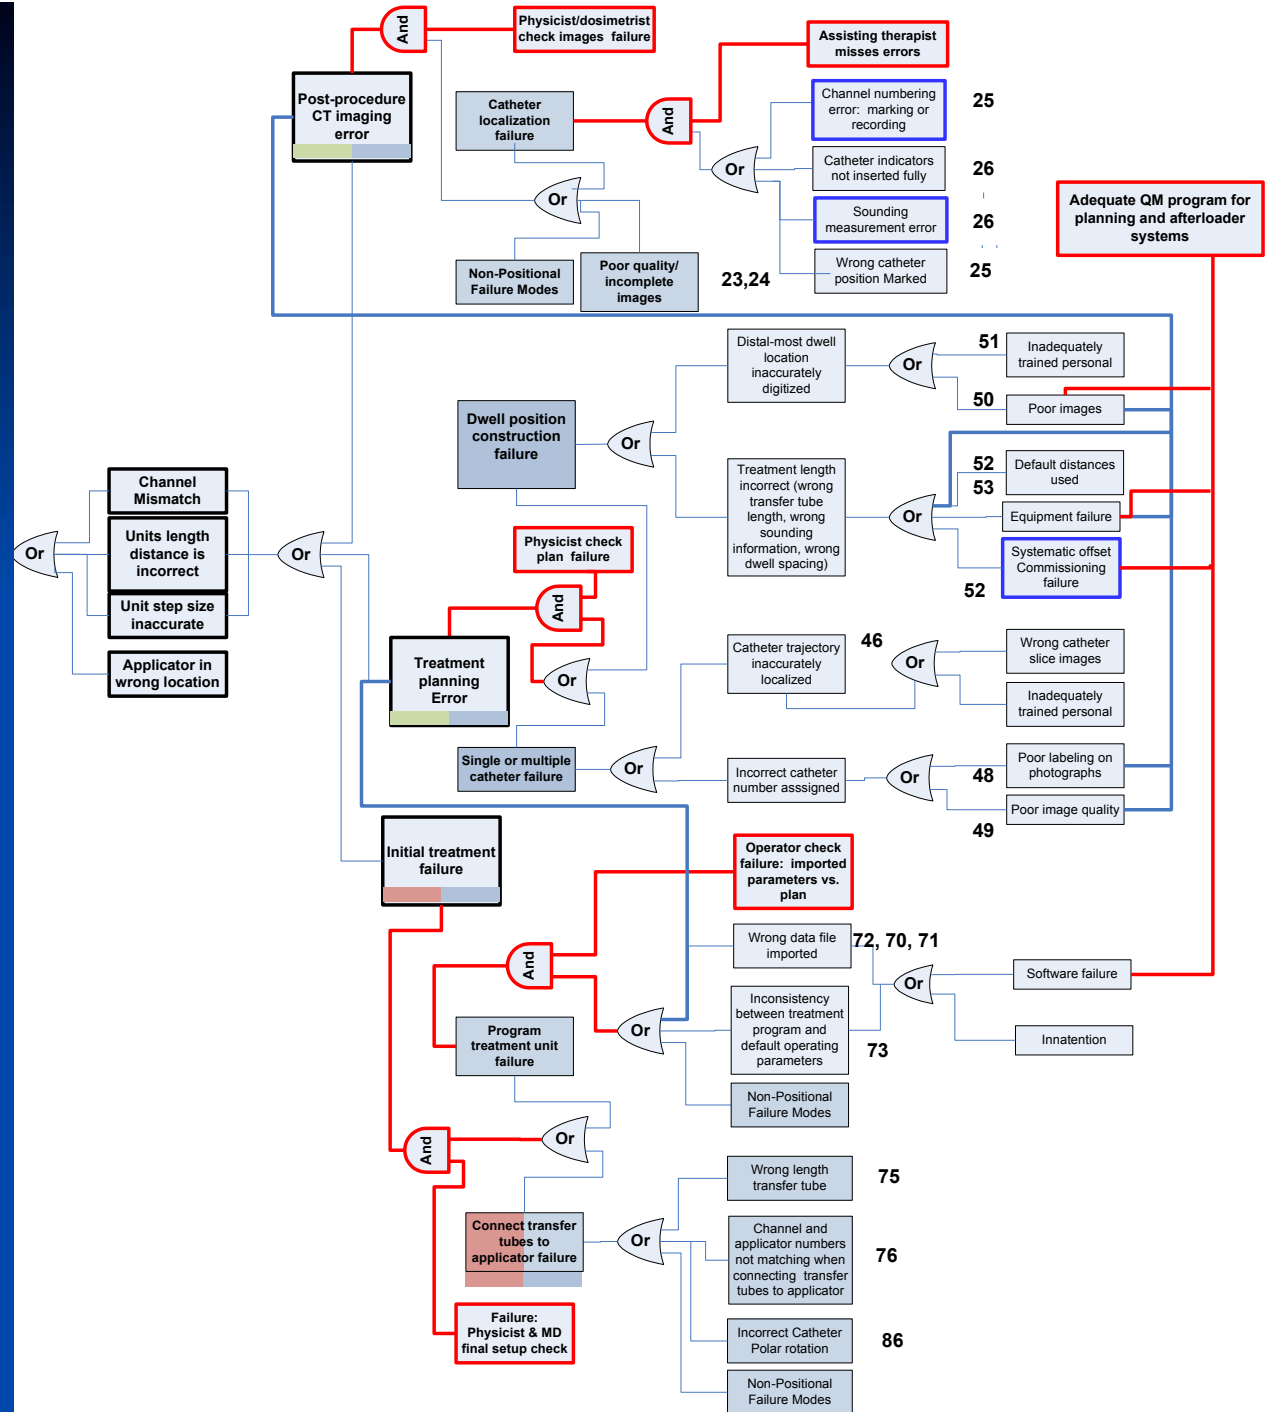 And
Physicist/dosimetrist
check images failure
Assisting therapist
misses errors
Post-procedure
CT imaging
error
Catheter
localization
failure
And
Channel numbering
error: marking or
recording
25
Or
Catheter indicators
not inserted fully
26
Or
Sounding
measurement error
26
Adequate QM program for
planning and afterloader
systems
Non-Positional
Failure Modes
Poor quality/
incomplete
images
23,24
Wrong catheter
position Marked
25
Distal-most dwell
location
inaccurately
digitized
Or
51
Inadequately
trained personal
50
Poor images
Dwell position
construction
failure
Or
Treatment length
incorrect (wrong
transfer tube
length, wrong
sounding
information, wrong
dwell spacing)
Or
52
53
Default distances
used
Equipment failure
Systematic offset
Commissioning
failure
52
Channel
Mismatch
Or
Units length
distance is
incorrect
Or
Unit step size
inaccurate
Applicator in
wrong location
Physicist check
plan failure
And
Treatment
planning
Error
Or
Catheter trajectory
inaccurately
localized
46
Or
Wrong catheter
slice images
Inadequately
trained personal
Single or multiple
catheter failure
Or
Incorrect catheter
number asssigned
Or
48
Poor labeling on
photographs
Poor image quality
49
Initial treatment
failure
Operator check
failure: imported
parameters vs.
plan
And
Wrong data file
imported
72, 70, 71
Or
Software failure
Program
treatment unit
failure
Or
Inconsistency
between treatment
program and
default operating
parameters
73
Innatention
Non-Positional
Failure Modes
And
Or
Wrong length
transfer tube
75
Connect transfer
tubes to
applicator failure
Or
Channel and
applicator numbers
not matching when
connecting transfer
tubes to applicator
76
Failure:
Physicist & MD
final setup check
Incorrect Catheter
Polar rotation
86
Non-Positional
Failure Modes